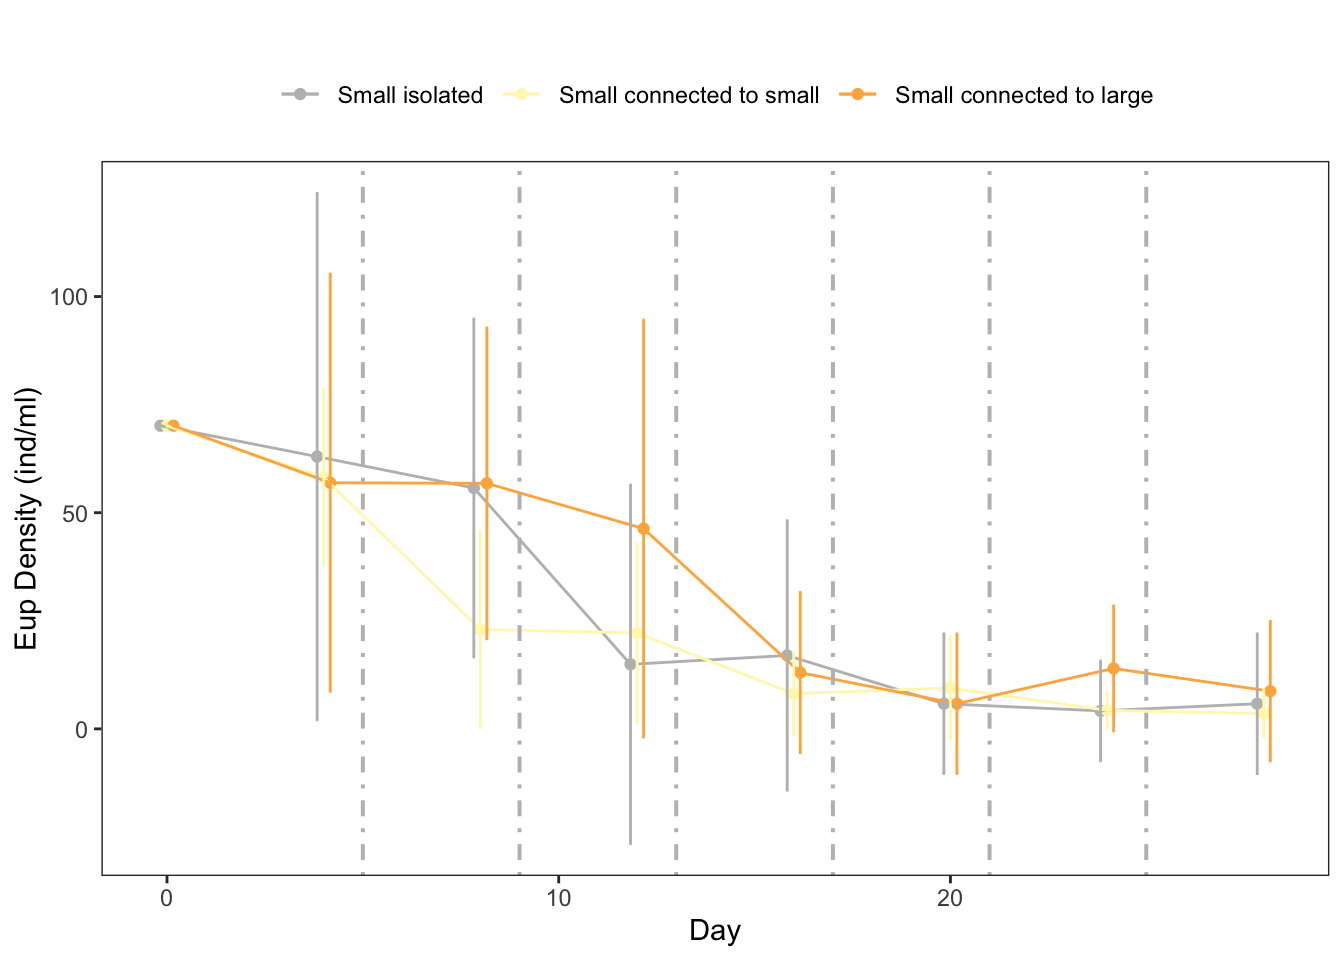 Small isolated Small connected to small Small connected to large
Eup Density (ind/ml)
100
50
0
0 10 20
Day